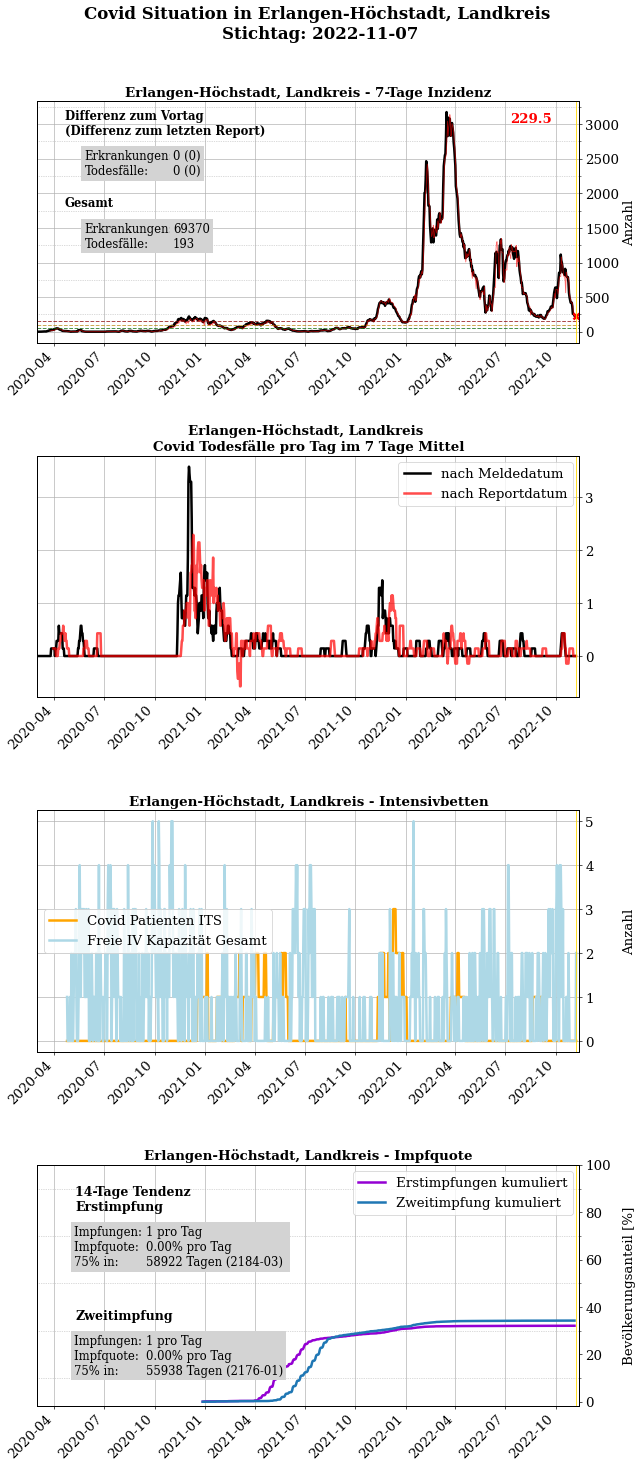 Covid Situation in Erlangen-Höchstadt, Landkreis
Stichtag: 2022-11-07
Erlangen-Höchstadt, Landkreis - 7-Tage Inzidenz
Differenz zum Vortag
(Differenz zum letzten Report)
Erkrankungen 0 (0)
Todesfälle: 0 (0)
Gesamt
Erkrankungen 69370
Todesfälle: 193
229.5
3000
2500
2000
1500
1000
500
0
Anzahl
2020-04 2020-07 2020-10 2021-01 2021-04 2021-07 2021-10 2022-01 2022-04 2022-07 2022-10
Erlangen-Höchstadt, Landkreis
Covid Todesfälle pro Tag im 7 Tage Mittel
nach Meldedatum
nach Reportdatum
3
2
1
0
2020-04 2020-07 2020-10 2021-01 2021-04 2021-07 2021-10 2022-01 2022-04 2022-07 2022-10
Erlangen-Höchstadt, Landkreis - Intensivbetten
Covid Patienten ITS
Freie IV Kapazität Gesamt
5
4
3
2
1
0
Anzahl
2020-04 2020-07 2020-10 2021-01 2021-04 2021-07 2021-10 2022-01 2022-04 2022-07 2022-10
Erlangen-Höchstadt, Landkreis - Impfquote
14-Tage Tendenz
Erstimpfung
Impfungen: 1 pro Tag
Impfquote: 0.00% pro Tag
75% in: 58922 Tagen (2184-03)
Zweitimpfung
Impfungen: 1 pro Tag
Impfquote: 0.00% pro Tag
75% in: 55938 Tagen (2176-01)
Erstimpfungen kumuliert
Zweitimpfung kumuliert
100
80
60
40
20
0
Bevölkerungsanteil [%]
2020-04 2020-07 2020-10 2021-01 2021-04 2021-07 2021-10 2022-01 2022-04 2022-07 2022-10